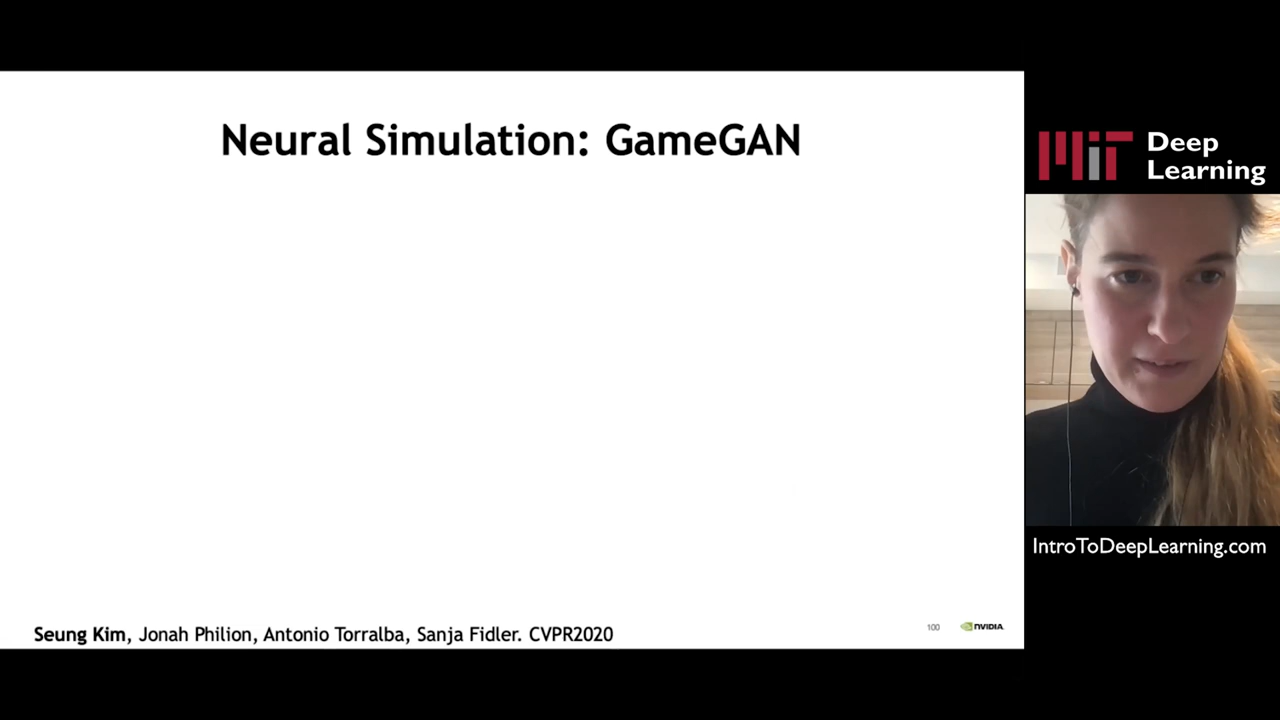 Neural Simulation: GameGAN
Seung Kim, Jonah Philion, Antonio Torralba, Sanja Fidler. CVPR2020
100
NVIDIA
MIT
Deep
Learning
IntroToDeepLearning.com